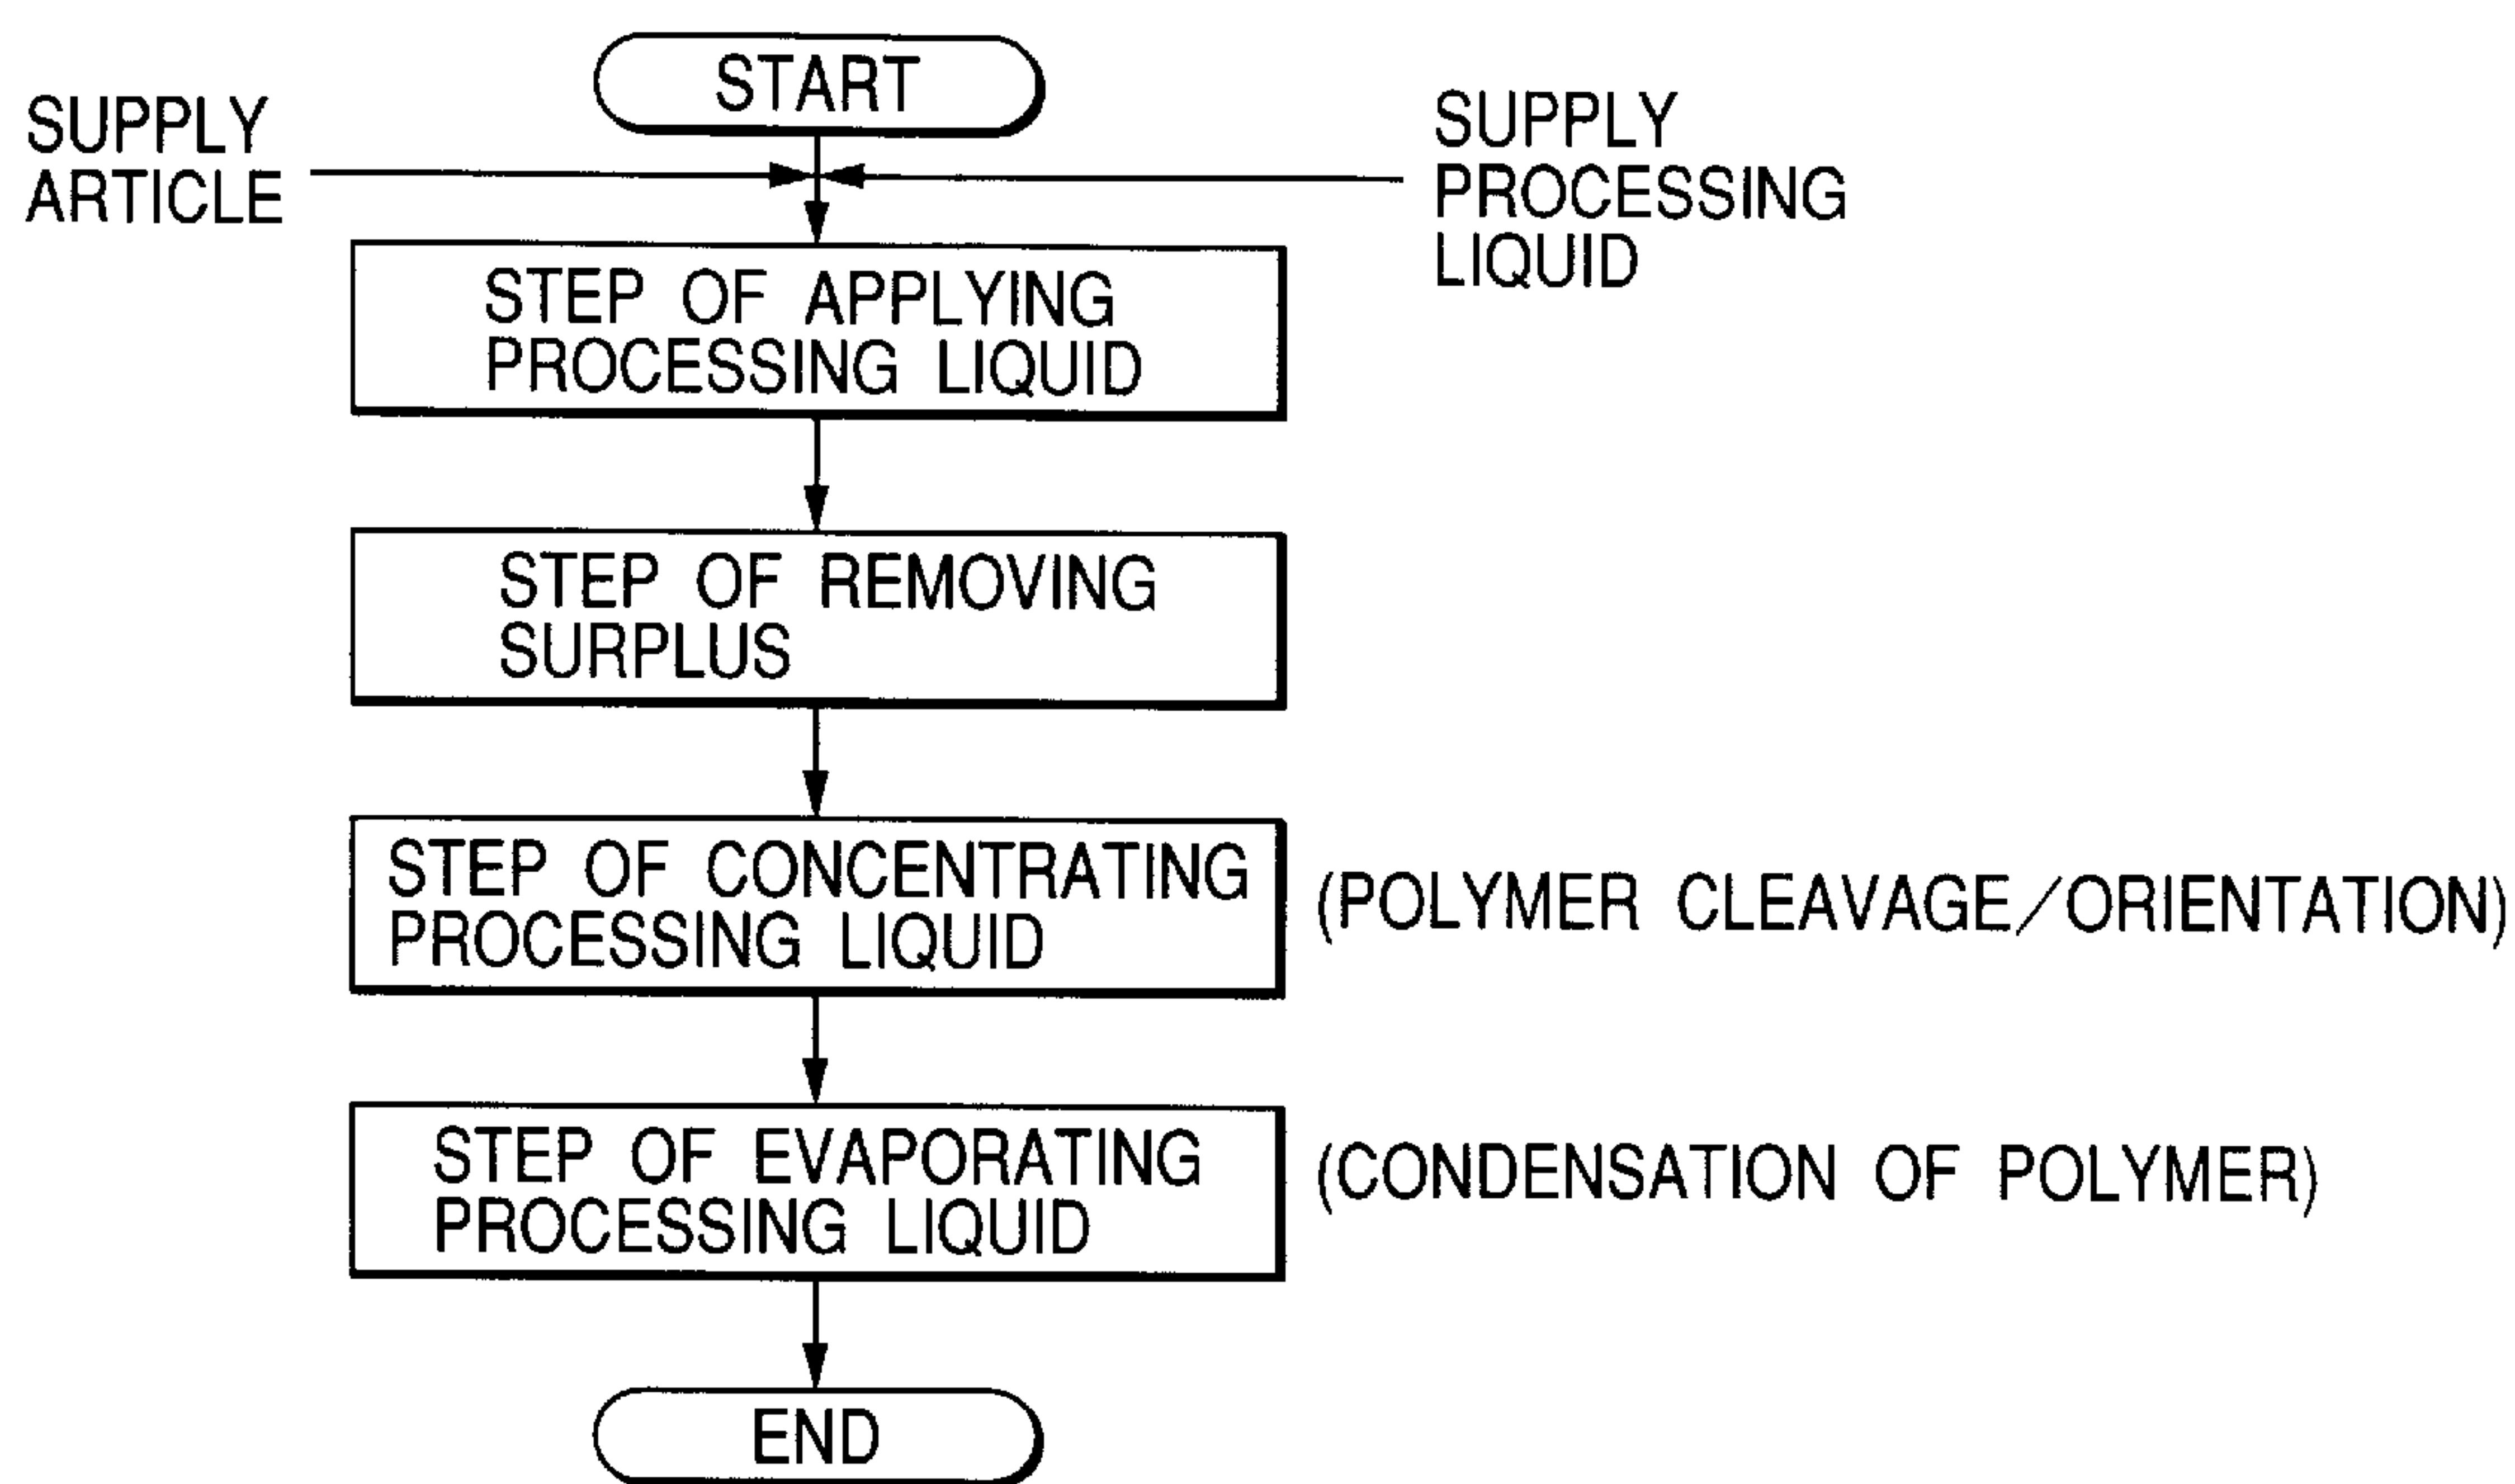 START
SUPPLY
ARTICLE
SUPPLY
PROCESSING
LIQUID
STEP OF APPLYING
PROCESSING LIQUID
STEP OF REMOVING
SURPLUS
STEP OF CONCENTRATING
PROCESSING LIQUID
(POLYMER CLEAVAGE/ORIENTATION)
STEP OF EVAPORATING
PROCESSING LIQUID
(CONDENSATION OF POLYMER)
END